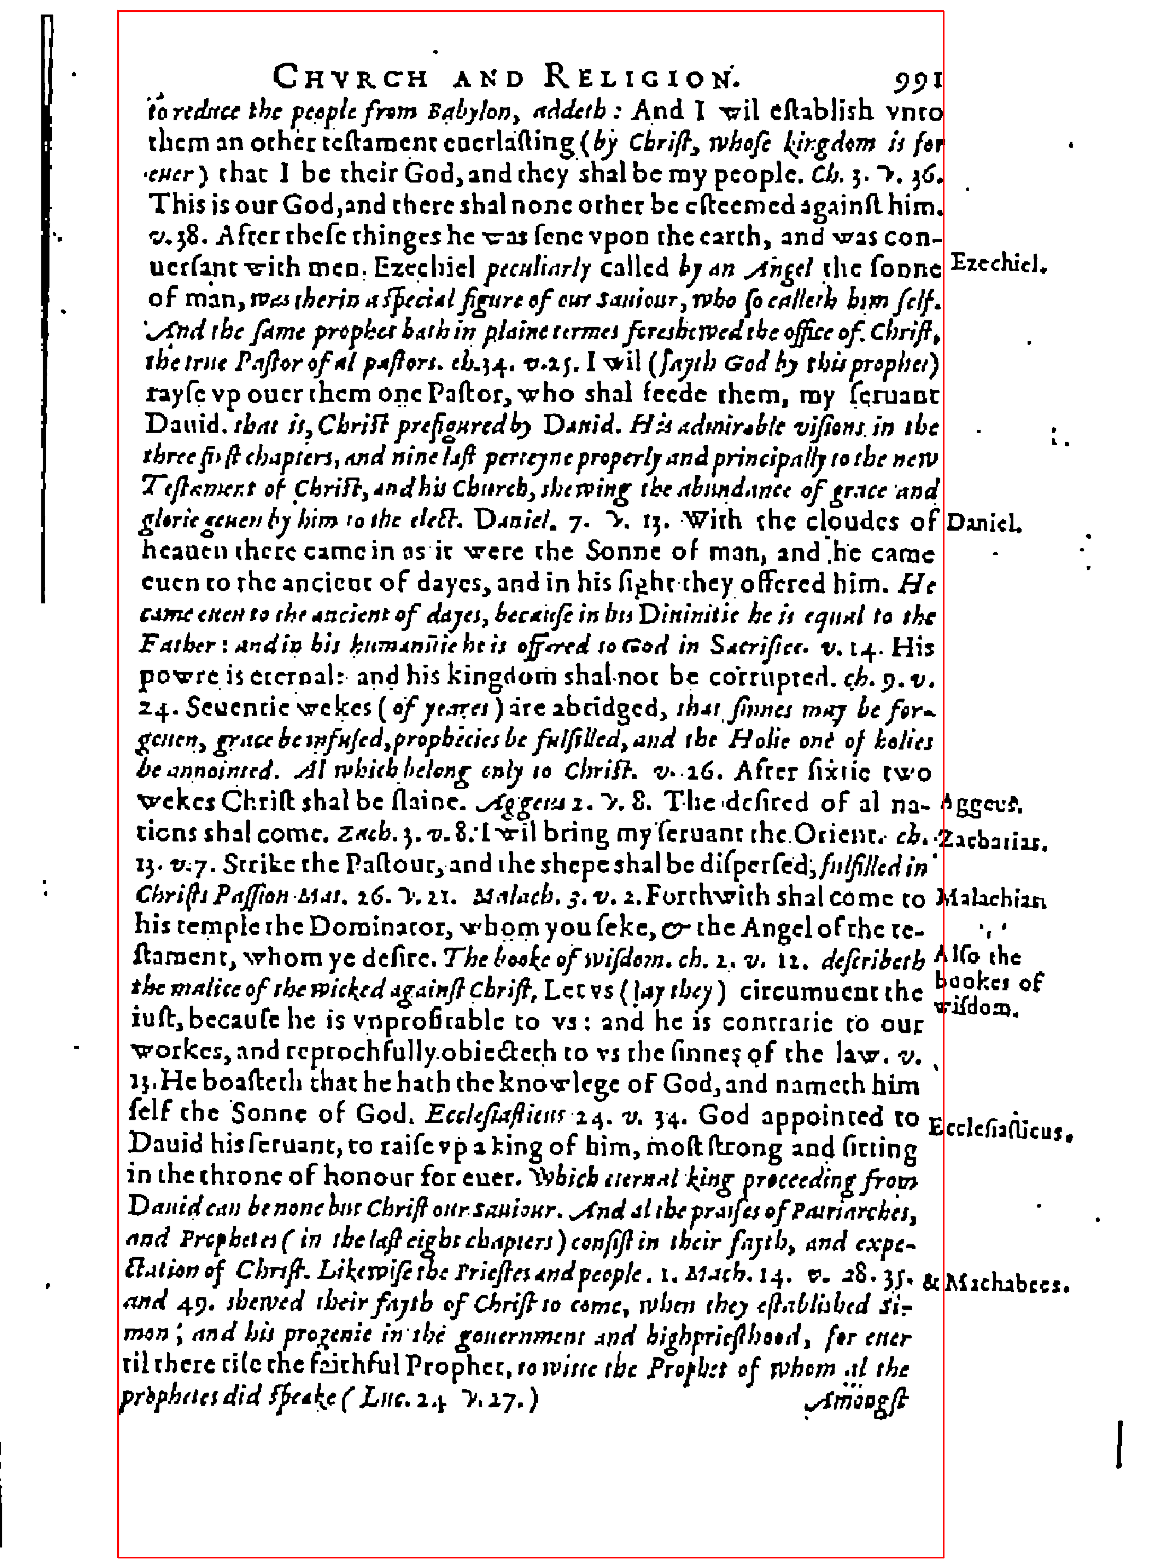 CHVRCH AND RELIGION. 991
to reduce the people from Babylon, addeth: And I wil eſtablish vnto
them an other teſtament euerlaſting (by Chriſt, whoſe kingdom is for
euer) that I be their God, and they shal be my people. Ch. 3. v. 36.
This is our God, and there shal none other be eſteemed againſt him.
v. 38. After theſe thinges he was ſene vpon the earth, and was con-
uerſant with men. Ezechiel peculiarly called by an Angel the ſonne
Ezechiel.
of man, was therin a ſpecial figure of our Sauiour, who ſo calleth him ſelf.
And the ſame prophet hath in plaine termes foreshewed the office of Chriſt,
the true Paſtor of al paſtors. ch. 34. v. 25. I wil (ſayth God by this prophet)
rayſe vp ouer them one Paſtor, who shal feede them, my ſeruant
Dauid. that is, Chriſt prefigured by Dauid. His admirable viſions in the
three firſt chapters, and nine laſt perteyne properly and principally to the new
Teſtament of Chriſt, and his Church, shewing the abundance of grace and
glorie geuen by him to the elect. Daniel. 7. v. 13. With the cloudes of
Daniel.
heauen there came in as it were the Sonne of man, and he came
euen to the ancient of dayes, and in his ſight they offered him. He
came euen to the ancient of dayes, becauſe in his Diuinitie he is equal to the
Father: and in his humanitie he is offered to God in Sacrifice. v. 14. His
powre is eternal: and his kingdom shal not be corrupted. ch. 9. v.
24. Seuentie wekes (of yeares) are abridged, that ſinnes may be for-
geuen, grace be infuſed, prophecies be fulfilled, and the Holie one of holies
be annointed. Al which belong only to Chriſt. v. 26. After ſixtie two
wekes Chriſt shal be ſlaine. Aggeus 2. v. 8. The deſired of al na-
Aggeus.
tions shal come. Zach. 3. v. 8. I wil bring my ſeruant the Orient. ch.
Zacharias.
13. v. 7. Strike the Paſtour, and the shepe shal be diſperſed; fulfilled in
Chriſts Paſſion Mat. 26. v. 21. Malach. 3. v. 2. Forthwith shal come to
Malachias
his temple the Dominator, whom you ſeke, & the Angel of the te-
ſtament, whom ye deſire. The booke of wiſdom. ch. 2. v. 12. deſcribeth
Alſo the
bookes of
wiſdom.
the malice of the wicked againſt Chriſt, Let vs (ſay they) circumuent the
iuſt, becauſe he is vnprofitable to vs: and he is contrarie to our
workes, and reprochfully obiecteth to vs the ſinnes of the law. v.
13. He boaſteth that he hath the knowlege of God, and nameth him
ſelf the Sonne of God. Eccleſiaſticus 24. v. 34. God appointed to
Eccleſiaſticus.
Dauid his ſeruant, to raiſe vp a king of him, moſt ſtrong and ſitting
in the throne of honour for euer. Which eternal king proceeding from
Dauid can be none but Chriſt our Sauiour. And al the praiſes of Patriarches,
and Prophetes (in the laſt eight chapters) conſiſt in their fayth, and expe-
ctation of Chriſt. Likewiſe the Prieſtes and people. 1. Mach. 14. v. 28. 35.
& Machabees.
and 49. shewed their fayth of Chriſt to come, when they eſtablished Si-
mon, and his progenie in the gouernment and highprieſthood, for euer
til there riſe the faithful Prophet, to witte the Prophet of whom al the
prophetes did ſpeake (Luc. 24 v. 27.)
Amongſt